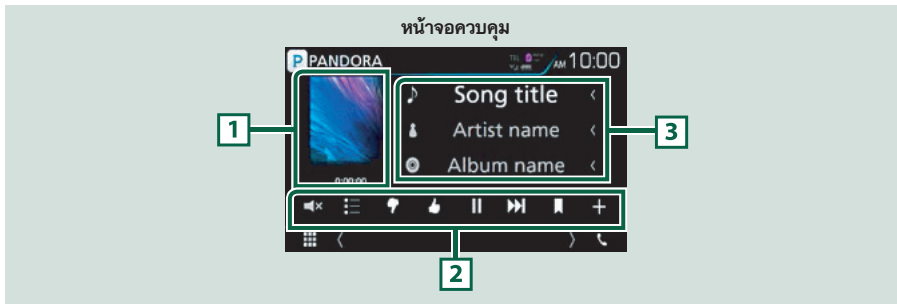 หน้าจอควบคุม
P PANDORA
TEL
AM 10:00
Song title
Artist name
Album name
0:00:00
1
3
2